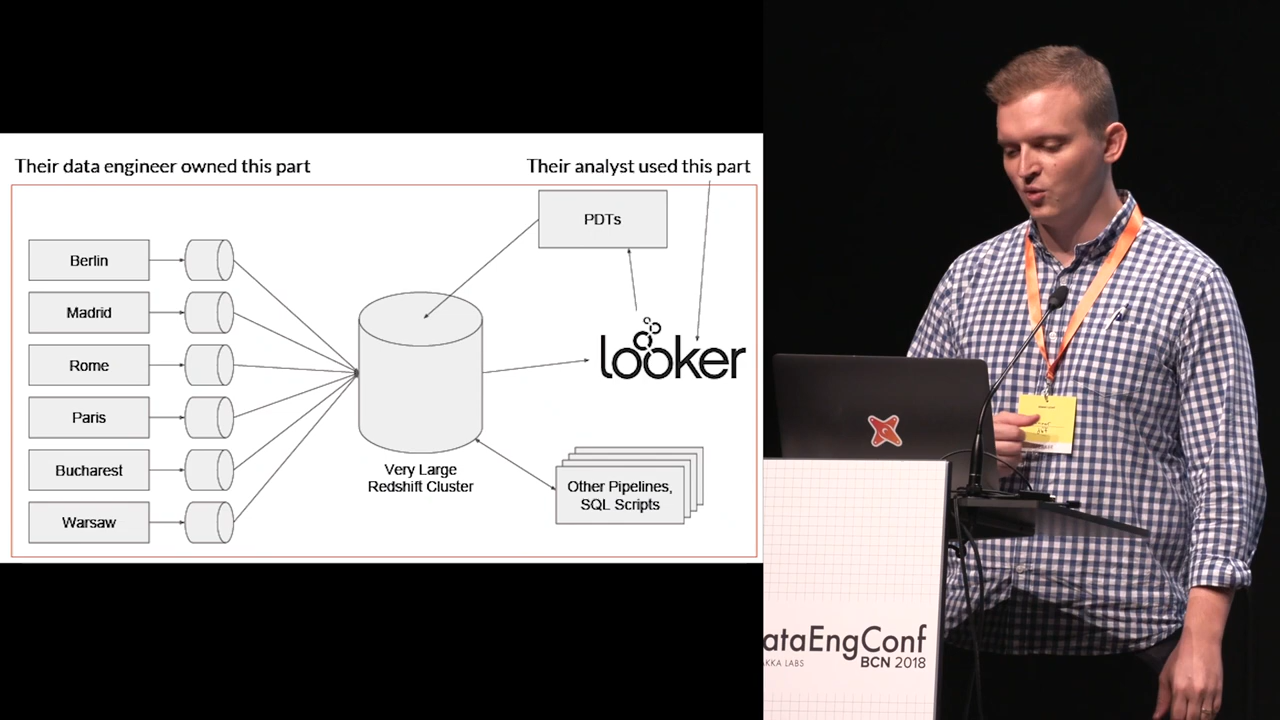 Their data engineer owned this part
Their analyst used this part
PDTs
Berlin
Madrid
Rome
Paris
Bucharest
Warsaw
looker
Very Large
Redshift Cluster
Other Pipelines,
SQL Scripts
ataEngConf
AKKA LABS
BCN 2018